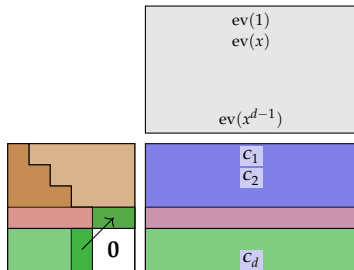 ev(1)
ev(x)
ev(x^{d−1})
c_1
c_2
0
c_d